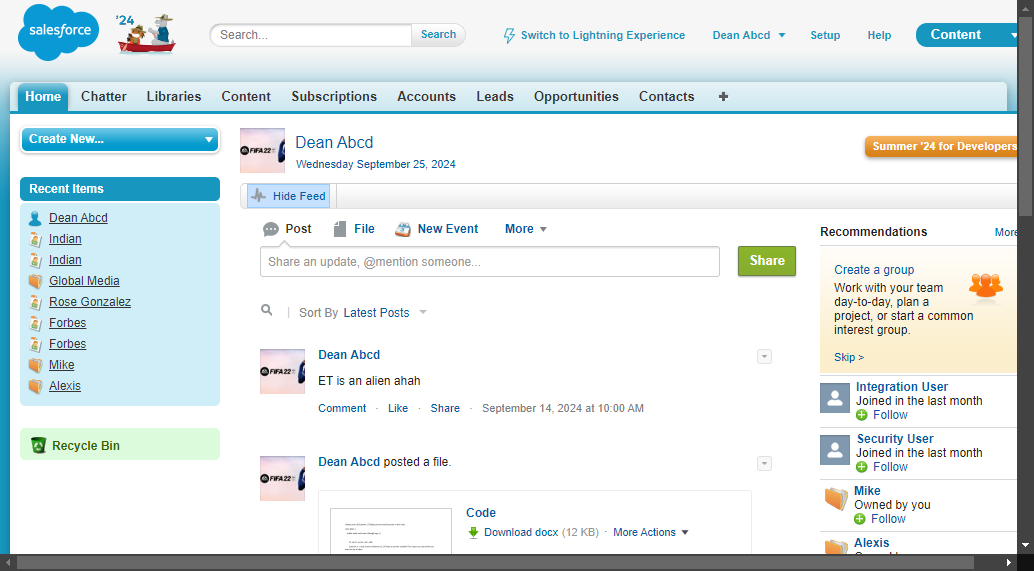 salesforce
'24
Search...
Search
Switch to Lightning Experience
Dean Abcd
Setup
Help
Content
Home
Chatter
Libraries
Content
Subscriptions
Accounts
Leads
Opportunities
Contacts
Create New...
Recent Items
Dean Abcd
Indian
Indian
Global Media
Rose Gonzalez
Forbes
Forbes
Mike
Alexis
Recycle Bin
FIFA 22
Dean Abcd
Wednesday September 25, 2024
Summer '24 for Developers
Hide Feed
Post
File
New Event
More
Share an update, @mention someone...
Share
Sort By Latest Posts
FIFA 22
Dean Abcd
ET is an alien ahah
Comment · Like · Share · September 14, 2024 at 10:00 AM
FIFA 22
Dean Abcd posted a file.
Code
Download docx (12 KB) · More Actions
Recommendations
More
Create a group
Work with your team
day-to-day, plan a
project, or start a common
interest group.
Skip >
Integration User
Joined in the last month
Follow
Security User
Joined in the last month
Follow
Mike
Owned by you
Follow
Alexis